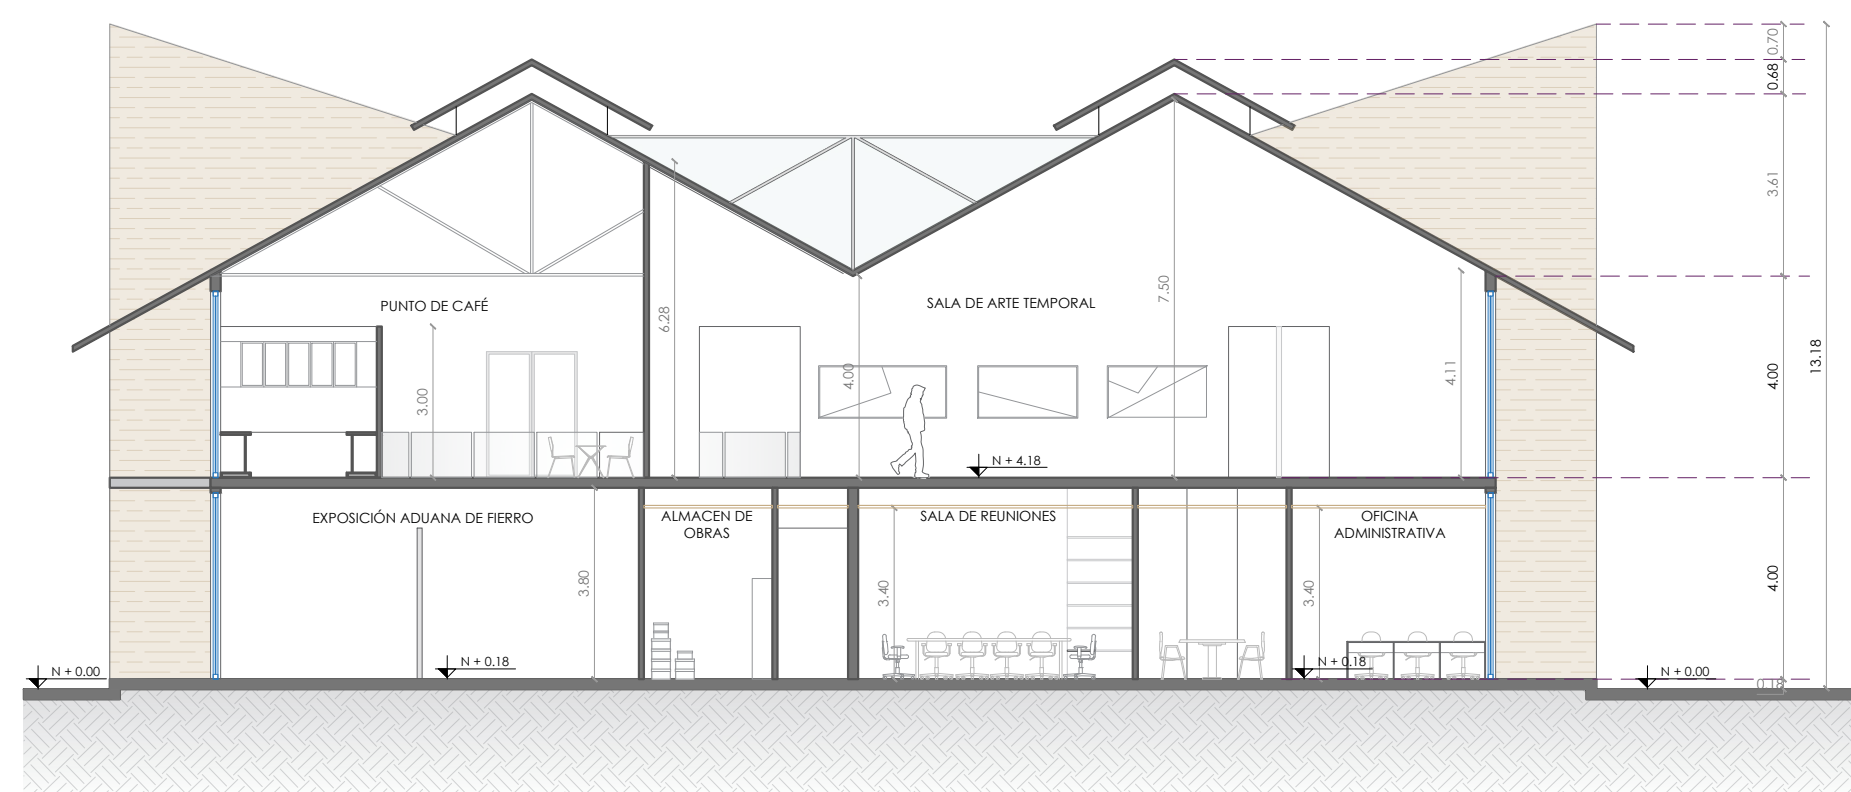 0.70
0.68
3.61
PUNTO DE CAFÉ
SALA DE ARTE TEMPORAL
7.50
6.28
13.18
3.00
4.00
4.11
4.00
N + 4.18
EXPOSICIÓN ADUANA DE FIERRO
ALMACEN DE
OBRAS
SALA DE REUNIONES
OFICINA
ADMINISTRATIVA
3.80
3.40
3.40
4.00
N + 0.00
N + 0.18
N + 0.18
N + 0.00
0.18